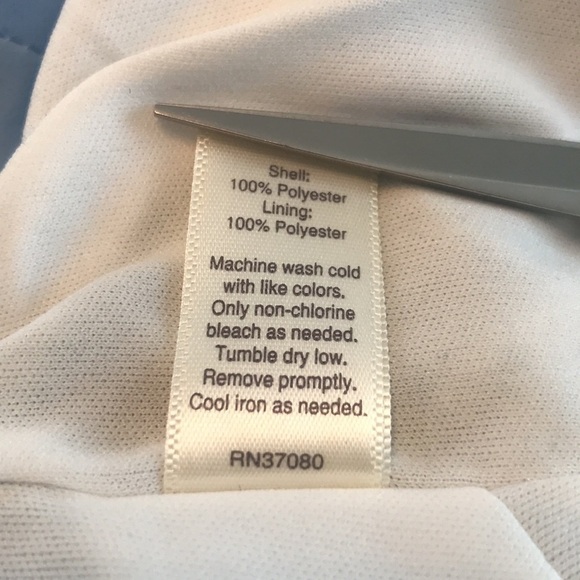 Shell:
100% Polyester
Lining:
100% Polyester
Machine wash cold
with like colors.
Only non-chlorine
bleach as needed.
Tumble dry low.
Remove promptly.
Cool iron as needed.
RN37080